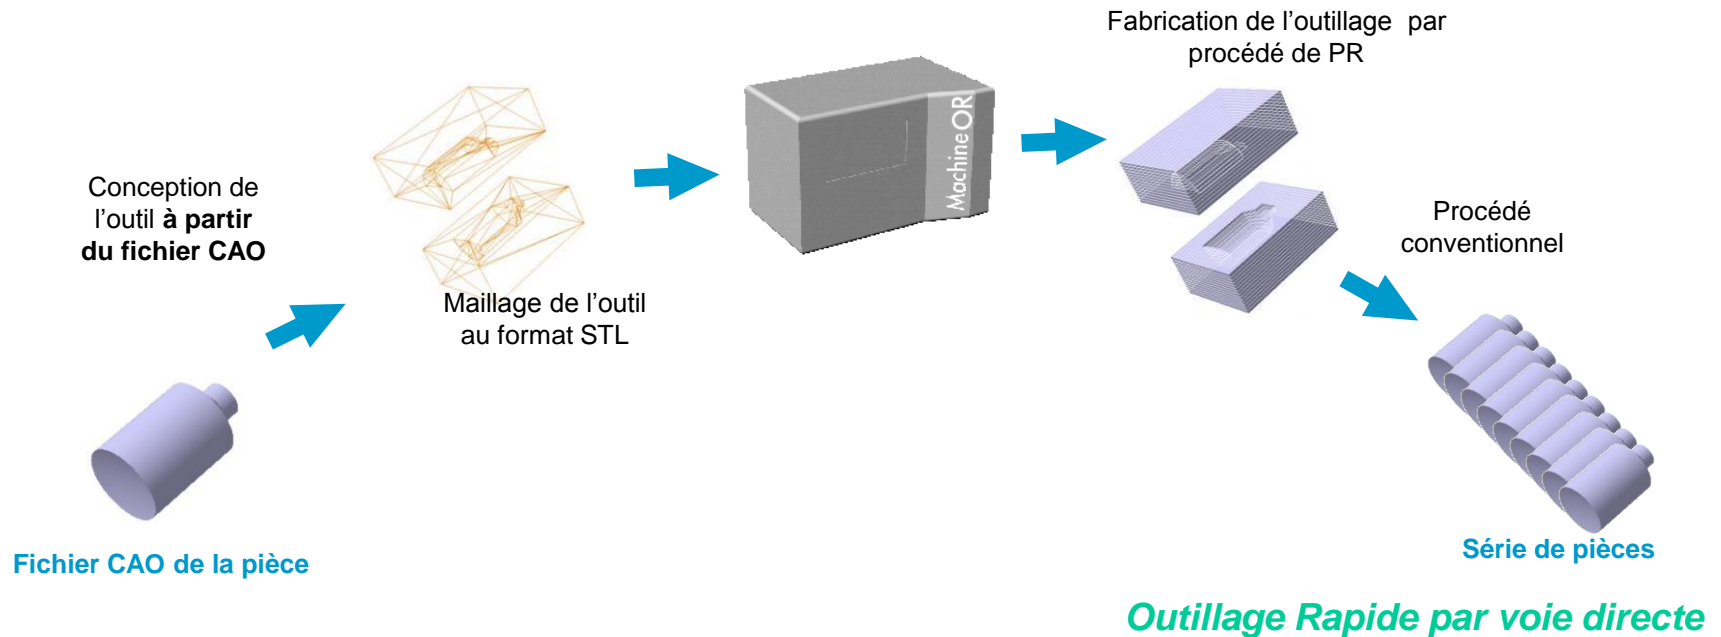 Fabrication de l’outillage par
procédé de PR
Conception de
l’outil à partir
du fichier CAO
Machine OR
Procédé
conventionnel
Maillage de l’outil
au format STL
Fichier CAO de la pièce
Série de pièces
Outillage Rapide par voie directe